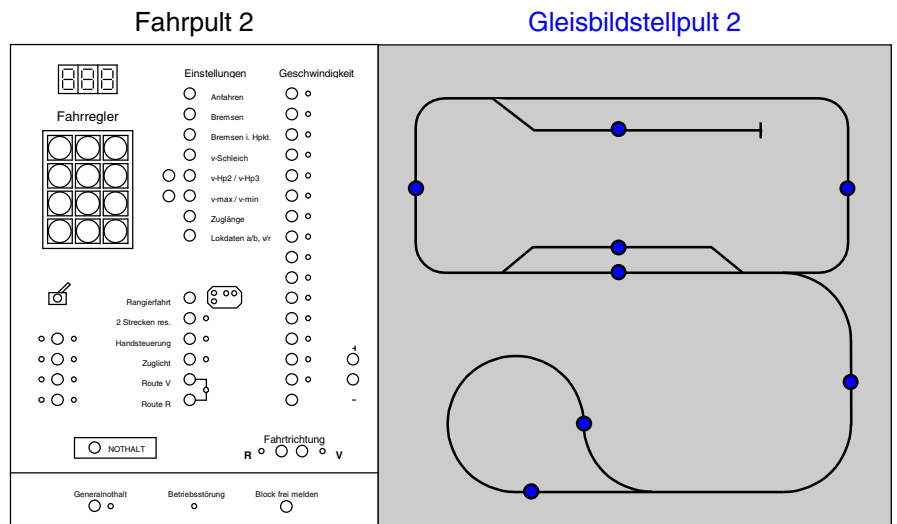 Fahrpult 2
Gleisbildstellpult 2
888
Einstellungen
Geschwindigkeit
Anfahren
Fahrregler
Bremsen
Bremsen i. Hpkt.
v-Schleich
v-Hp2 / v-Hp3
v-max / v-min
Zuglänge
Lokdaten a/b, v/r
Rangierfahrt
2 Strecken res.
Handsteuerung
+
Zuglicht
Route V
Route R
-
NOTHALT
Fahrtrichtung
R
V
Generalnothalt
Betriebsstörung
Block frei melden